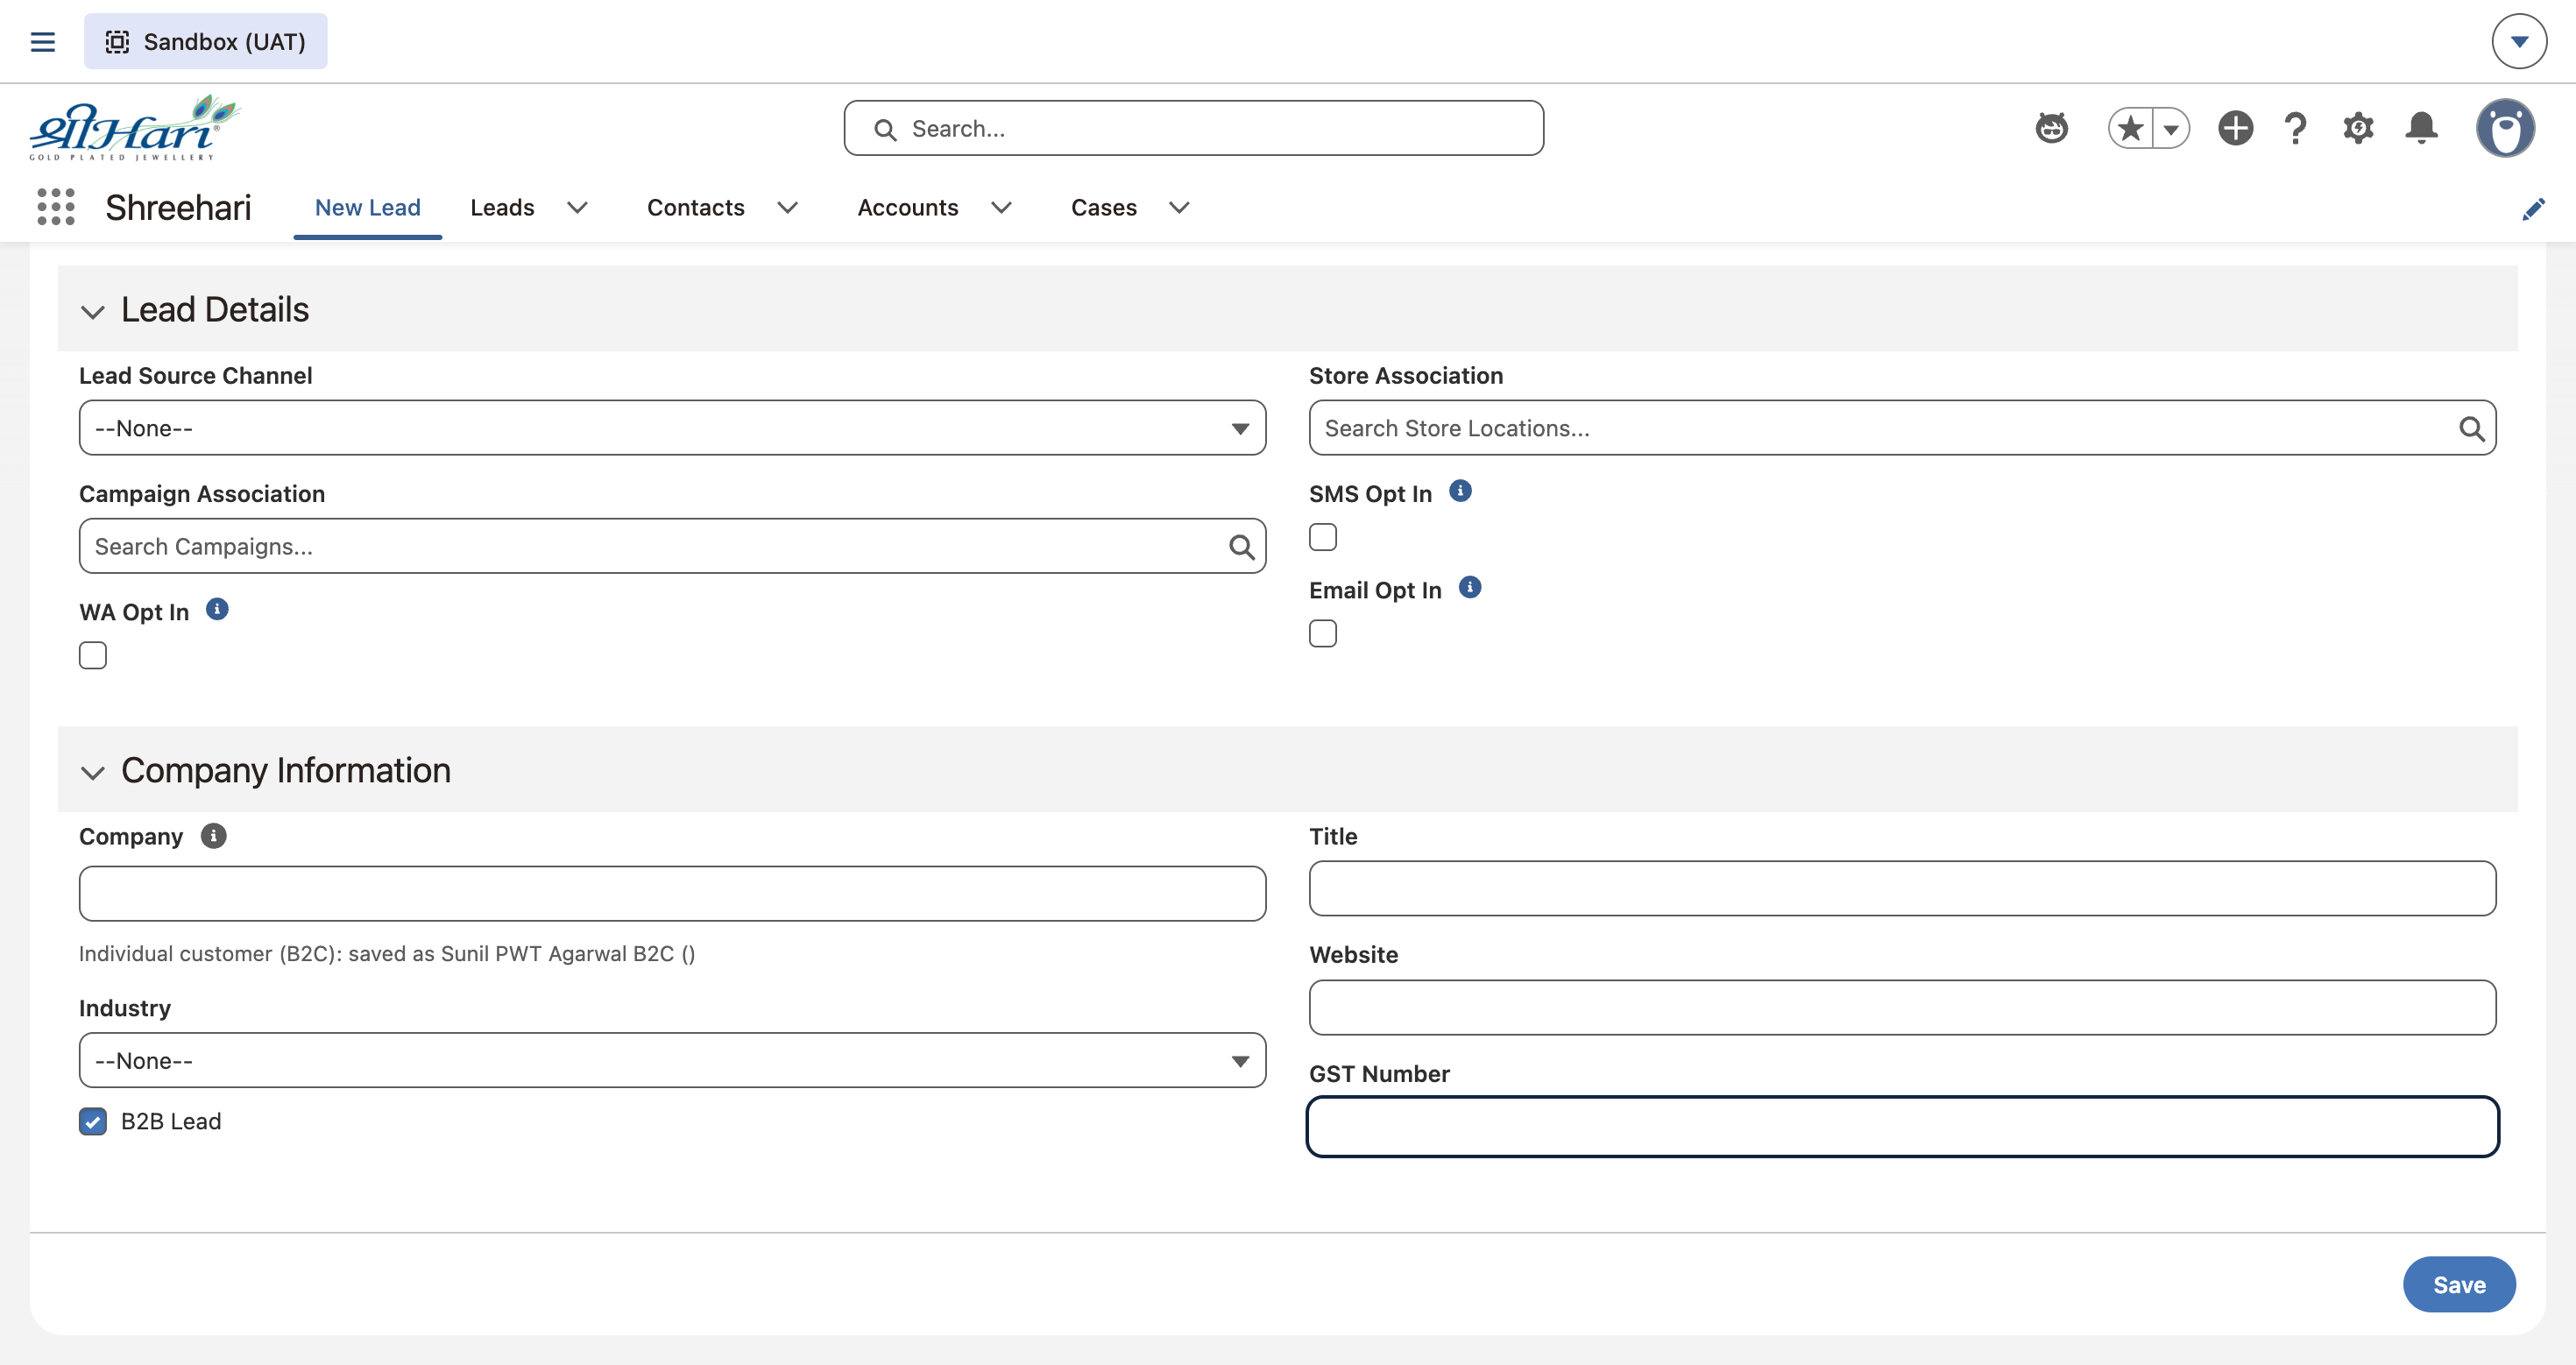 Sandbox (UAT)
श्रीHari®
GOLD PLATED JEWELLERY
Search...
Shreehari
New Lead
Leads
Contacts
Accounts
Cases
Lead Details
Lead Source Channel
--None--
Store Association
Search Store Locations...
Campaign Association
Search Campaigns...
SMS Opt In
WA Opt In
Email Opt In
Company Information
Company
Individual customer (B2C): saved as Sunil PWT Agarwal B2C ()
Title
Website
Industry
--None--
B2B Lead
GST Number
Save